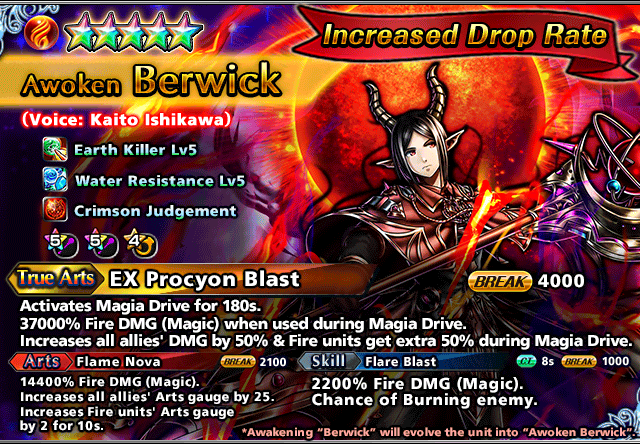 Increased Drop Rate
Awoken Berwick
(Voice: Kaito Ishikawa)
Earth Killer Lv5
Water Resistance Lv5
Crimson Judgement
5 5 4
True Arts EX Procyon Blast BREAK 4000
Activates Magia Drive for 180s.
37000% Fire DMG (Magic) when used during Magia Drive.
Increases all allies' DMG by 50% & Fire units get extra 50% during Magia Drive.
Arts Flame Nova BREAK 2100
14400% Fire DMG (Magic).
Increases all allies' Arts gauge by 25.
Increases Fire units' Arts gauge
by 2 for 10s.
Skill Flare Blast C.T. 8s BREAK 1000
2200% Fire DMG (Magic).
Chance of Burning enemy.
*Awakening "Berwick" will evolve the unit into "Awoken Berwick".